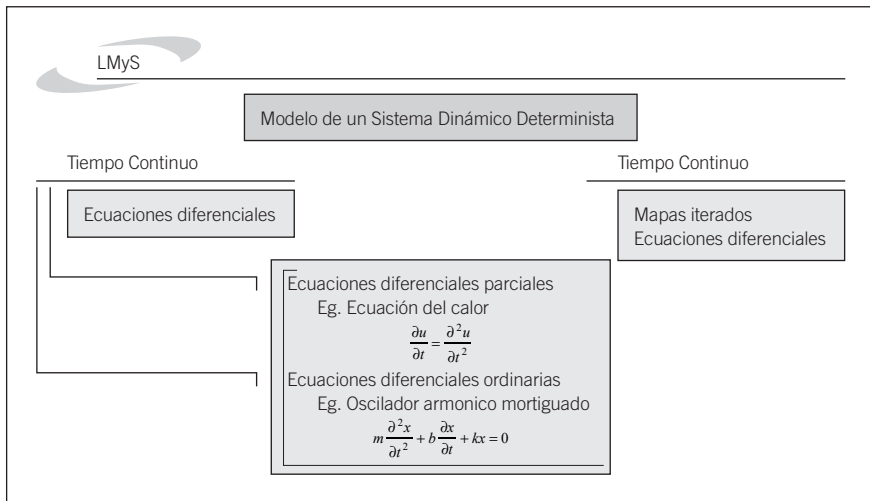 LMyS
Modelo de un Sistema Dinámico Determinista
Tiempo Continuo
Ecuaciones diferenciales
Tiempo Continuo
Mapas iterados
Ecuaciones diferenciales
Ecuaciones diferenciales parciales
Eg. Ecuación del calor
∂u/∂t = ∂²u/∂t²
Ecuaciones diferenciales ordinarias
Eg. Oscilador armonico mortiguado
m ∂²x/∂t² + b ∂x/∂t + kx = 0